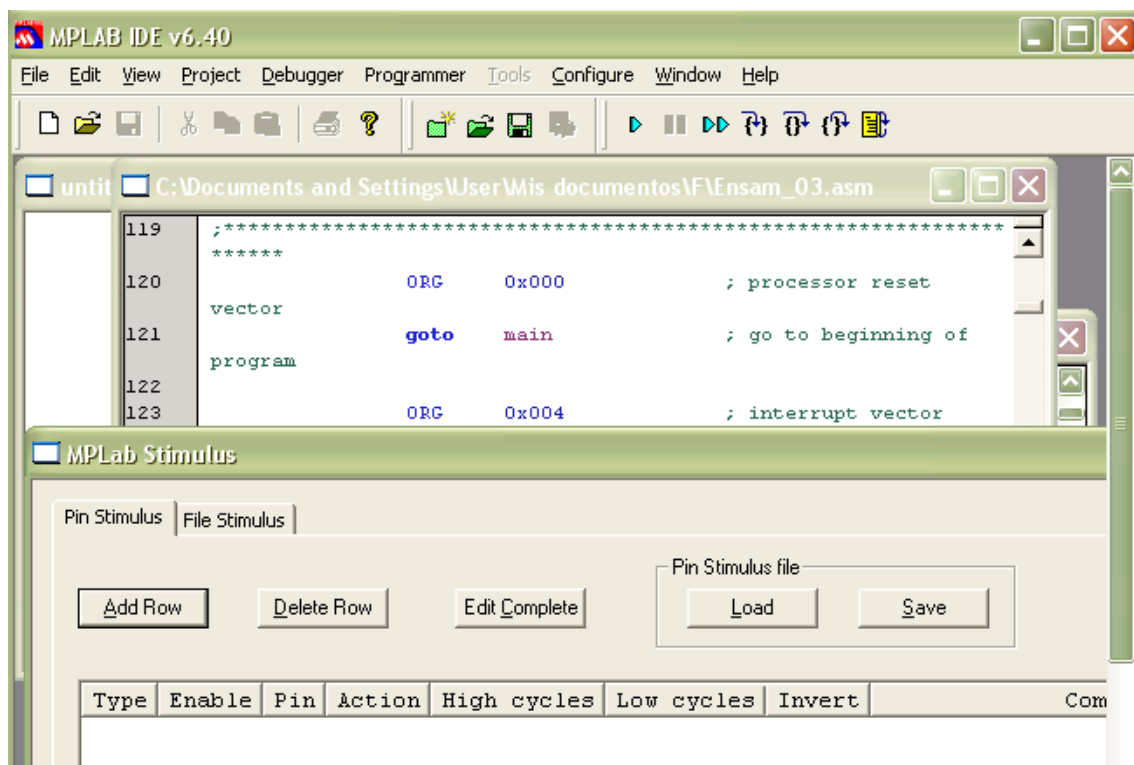 MPLAB IDE v6.40
File Edit View Project Debugger Programmer Tools Configure Window Help
untit
C:\Documents and Settings\User\Mis documentos\F\Ensam_03.asm
119 ;****************************************************************
******
120 ORG 0x000 ; processor reset
vector
121 goto main ; go to beginning of
program
122
123 ORG 0x004 ; interrupt vector
MPLab Stimulus
Pin Stimulus File Stimulus
Pin Stimulus file
Add Row Delete Row Edit Complete Load Save
Type Enable Pin Action High cycles Low cycles Invert Com